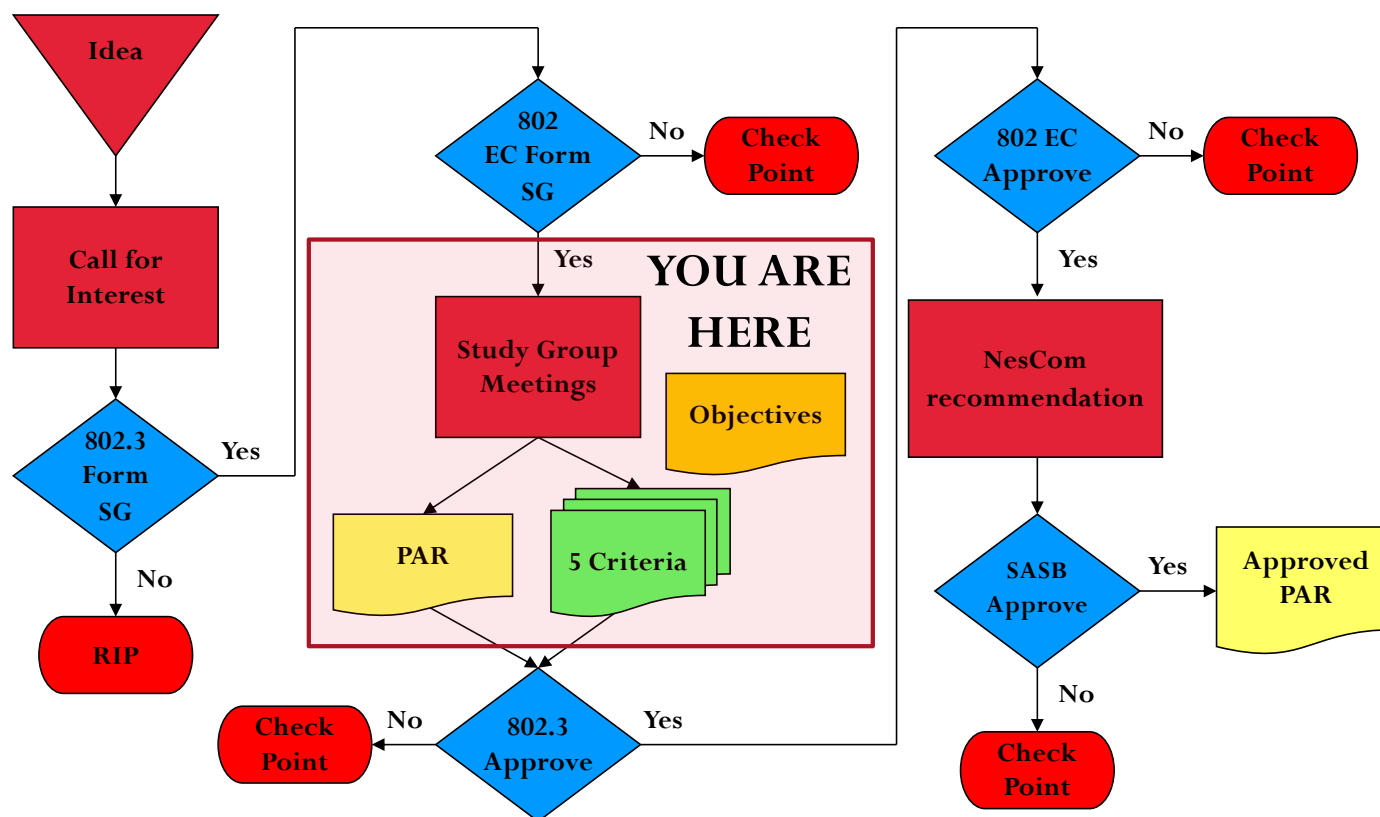 Idea
Call for
Interest
802.3
Form
SG
Yes
No
RIP
802
EC Form
SG
No
Check
Point
Yes
YOU ARE
HERE
Study Group
Meetings
Objectives
PAR
5 Criteria
802.3
Approve
No
Check
Point
Yes
802 EC
Approve
No
Check
Point
Yes
NesCom
recommendation
SASB
Approve
Yes
Approved
PAR
No
Check
Point